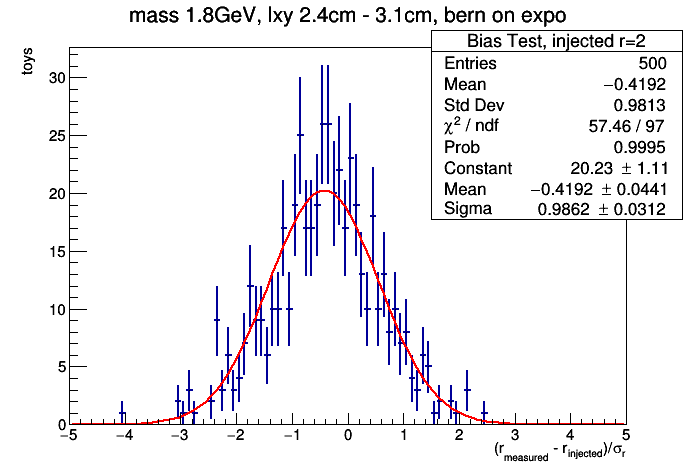 mass 1.8GeV, lxy 2.4cm - 3.1cm, bern on expo
Bias Test, injected r=2
Entries 500
Mean −0.4192
Std Dev 0.9813
χ² / ndf 57.46 / 97
Prob 0.9995
Constant 20.23 ± 1.11
Mean −0.4192 ± 0.0441
Sigma 0.9862 ± 0.0312
toys
30
25
20
15
10
5
0
−5 −4 −3 −2 −1 0 1 2 3 4 5
(r_measured - r_injected)/σ_r